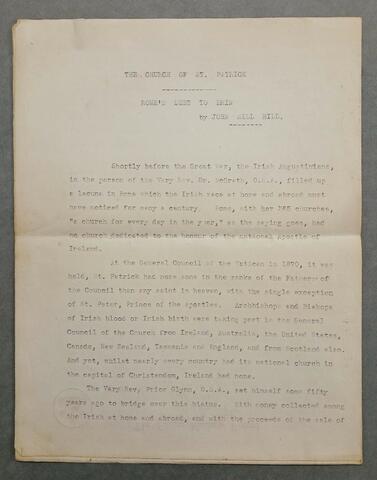 THE CHURCH OF ST. PATRICK
ROME'S DEBT TO ERIN
by JOHN HILL.
Shortly before the Great War, the Irish Augustinians,
in the person of the Very Rev. Dr. McGrath, O.S.A., filled up
a lacuna in Rome which the Irish race at home and abroad must
have noticed for many a century. Rome, with her 365 churches,
"a church for every day in the year," as the saying goes, had
no church dedicated to the honour of the national Apostle of
Ireland.
At the General Council of the Vatican in 1870, it was
held, St. Patrick had more sons in the ranks of the Fathers of
the Council than any saint in heaven, with the single exception
of St. Peter, Prince of the Apostles. Archbishops and Bishops
of Irish blood or Irish birth were taking part in the General
Council of the Church from Ireland, Australia, the United States,
Canada, New Zealand, Tasmania and England, and from Scotland also.
And yet, whilst nearly every country had its national church in
the capital of Christendom, Ireland had none.
The Very Rev. Prior Glynn, O.S.A., set himself some fifty
years ago to bridge over this hiatus. With money collected among
the Irish at home and abroad, and with the proceeds of the sale of